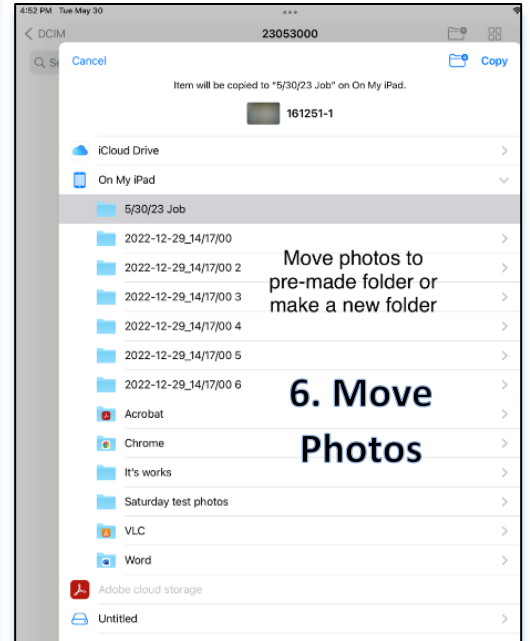 4:52 PM Tue May 30
DCIM
23053000
Cancel
Copy
Item will be copied to "5/30/23 Job" on On My iPad.
161251-1
iCloud Drive
On My iPad
5/30/23 Job
2022-12-29_14/17/00
2022-12-29_14/17/00 2
2022-12-29_14/17/00 3
2022-12-29_14/17/00 4
2022-12-29_14/17/00 5
2022-12-29_14/17/00 6
Move photos to
pre-made folder or
make a new folder
6. Move
Photos
Acrobat
Chrome
It's works
Saturday test photos
VLC
Word
Adobe cloud storage
Untitled